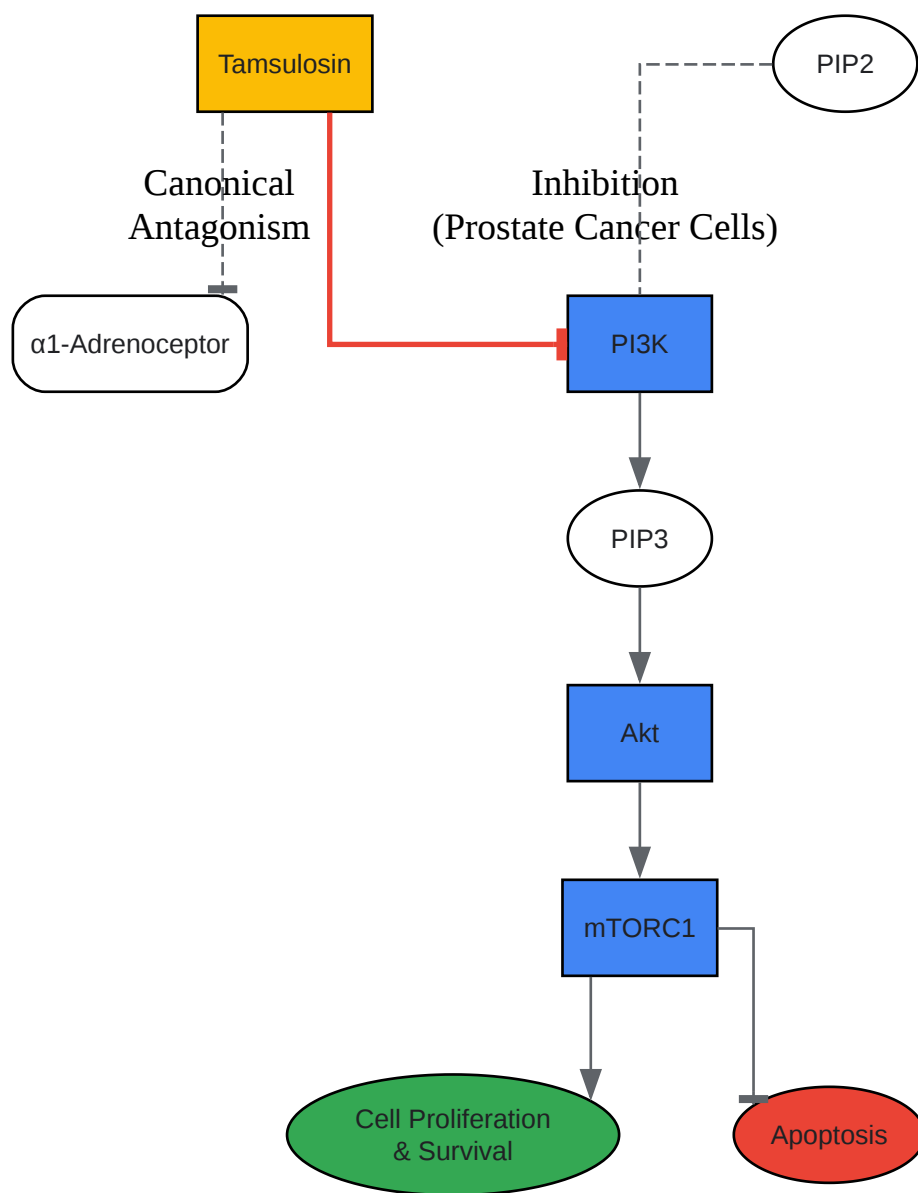 Tamsulosin
PIP2
Canonical
Antagonism
Inhibition
(Prostate Cancer Cells)
α1-Adrenoceptor
PI3K
PIP3
Akt
mTORC1
Cell Proliferation
& Survival
Apoptosis